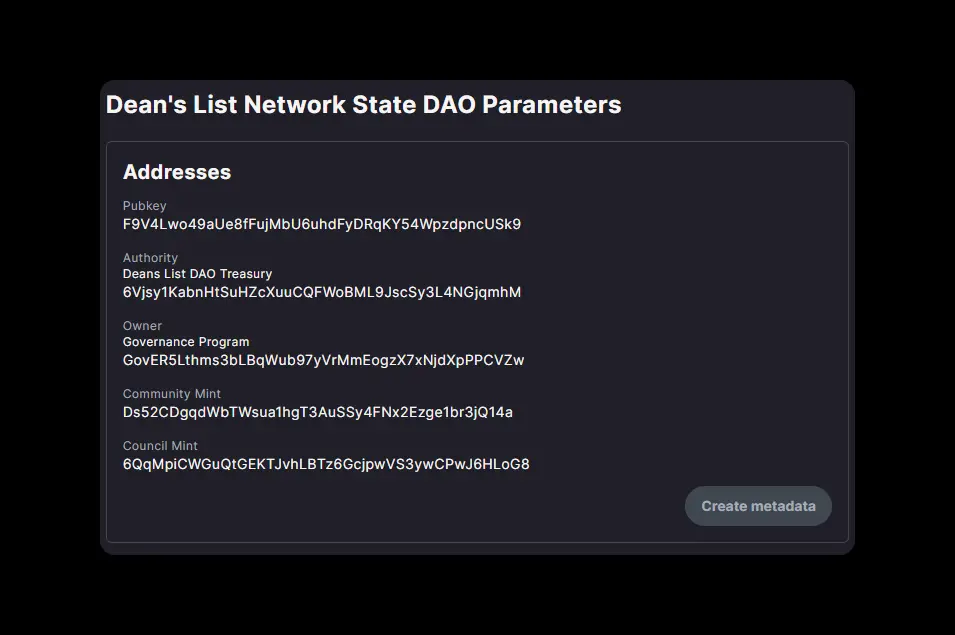 Dean's List Network State DAO Parameters
Addresses
Pubkey
F9V4Lwo49aUe8fFujMbU6uhdFyDRqKY54WpzdpncUSk9
Authority
Deans List DAO Treasury
6Vjsy1KabnHtSuHZcXuuCQFWoBML9JscSy3L4NGjqmhM
Owner
Governance Program
GovER5Lthms3bLBqWub97yVrMmEogzX7xNjdXpPPCVZw
Community Mint
Ds52CDgqdWbTWsua1hgT3AuSSy4FNx2Ezge1br3jQ14a
Council Mint
6QqMpiCWGuQtGEKTJvhLBTz6GcjpwVS3ywCPwJ6HLoG8
Create metadata